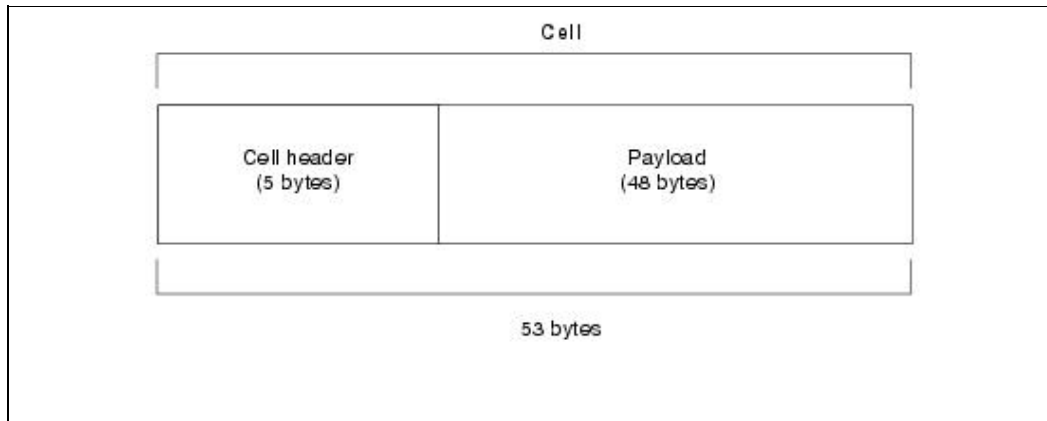 Cell
Cell header
(5 bytes)
Payload
(48 bytes)
53 bytes